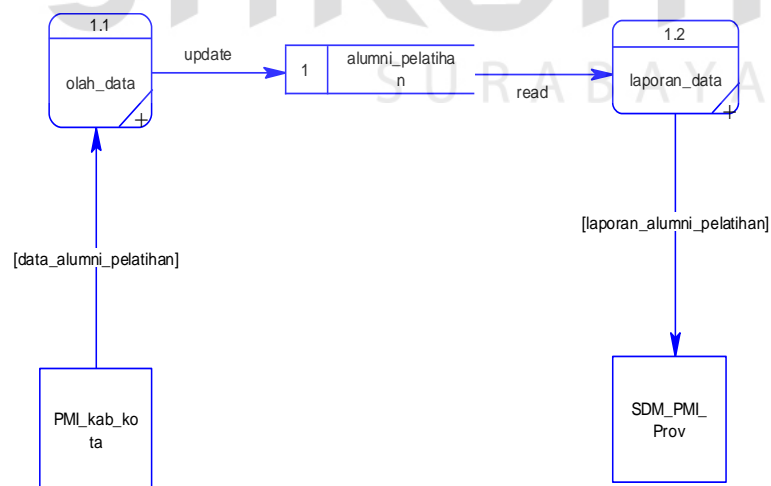 1.1
olah_data
+
update
1
alumni_pelatiha
n
read
1.2
laporan_data
+
SURABAYA
[data_alumni_pelatihan]
[laporan_alumni_pelatihan]
PMI_kab_ko
ta
SDM_PMI_
Prov